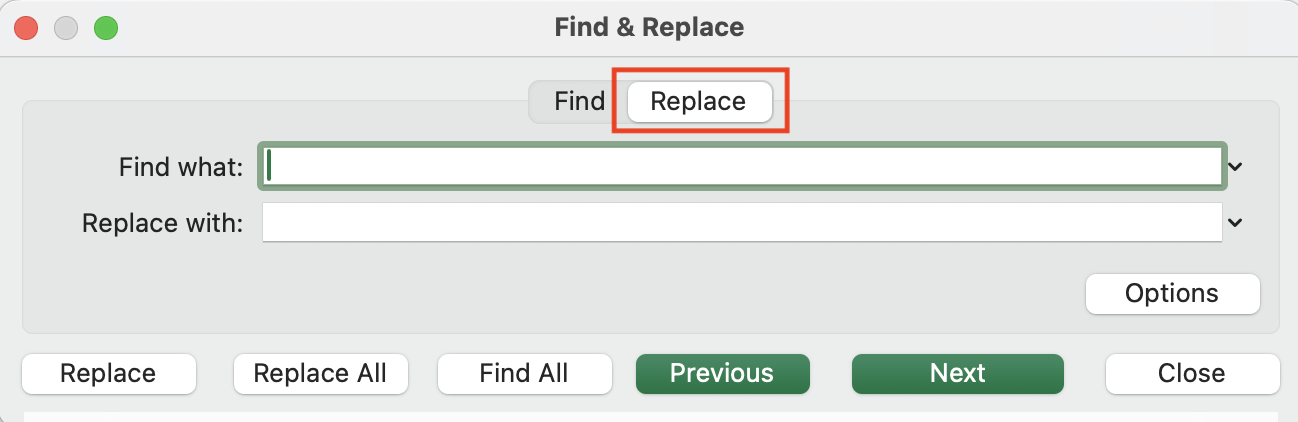 Find & Replace
Find Replace
Find what:
Replace with:
Options
Replace Replace All Find All Previous Next Close